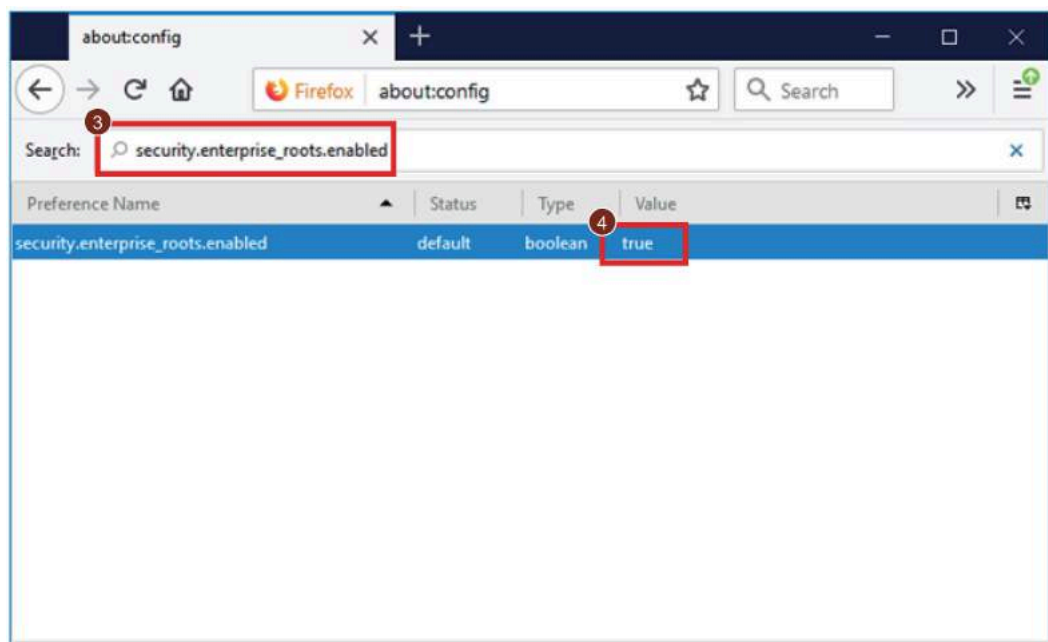 about:config
Firefox about:config Search
3
Search: security.enterprise_roots.enabled
Preference Name Status Type Value
4
security.enterprise_roots.enabled default boolean true